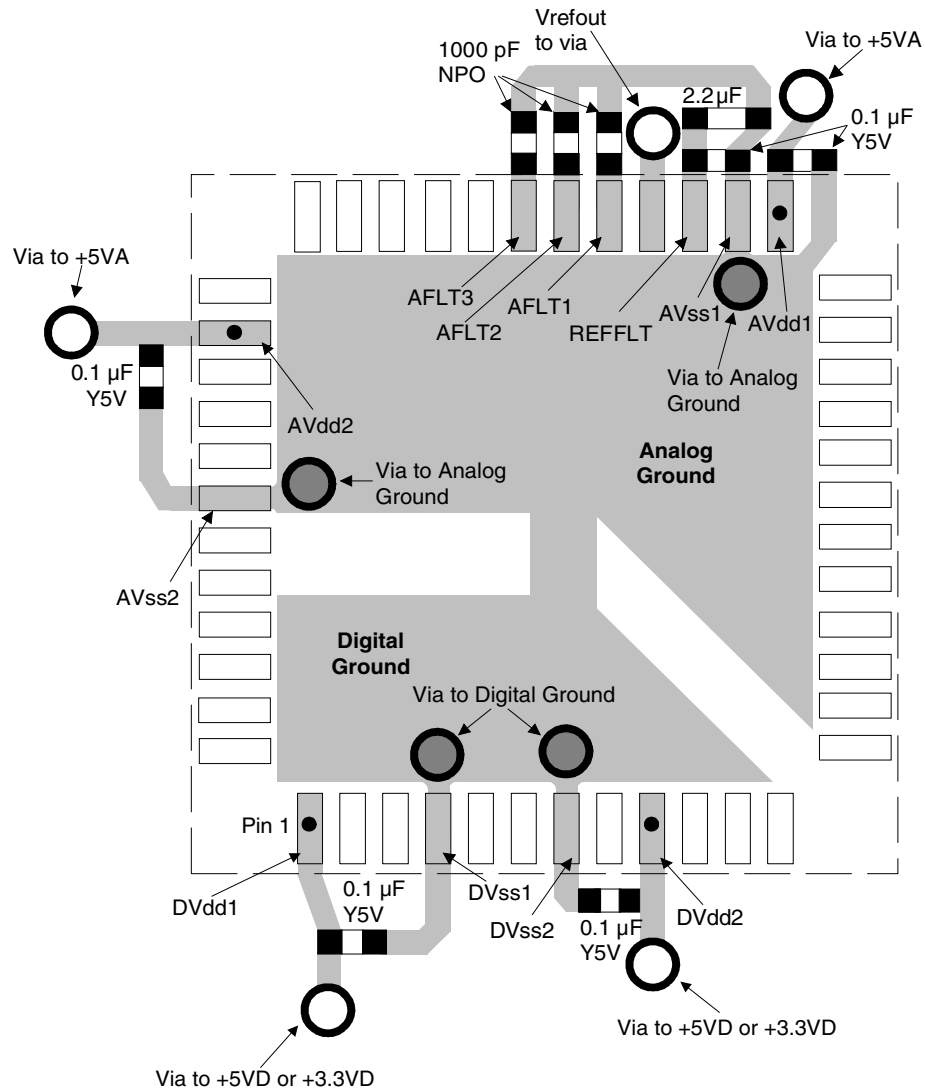 Vrefout
to via
Via to +5VA
1000 pF
NPO
2.2µF
0.1 µF
Y5V
Via to +5VA
AFLT3
AFLT2
AFLT1
REFFLT
AVss1
AVdd1
0.1 µF
Y5V
Via to Analog
Ground
AVdd2
Analog
Ground
Via to Analog
Ground
AVss2
Digital
Ground
Via to Digital Ground
Pin 1
DVdd1
0.1 µF
Y5V
DVss1
DVss2
0.1 µF
Y5V
DVdd2
Via to +5VD or +3.3VD
Via to +5VD or +3.3VD